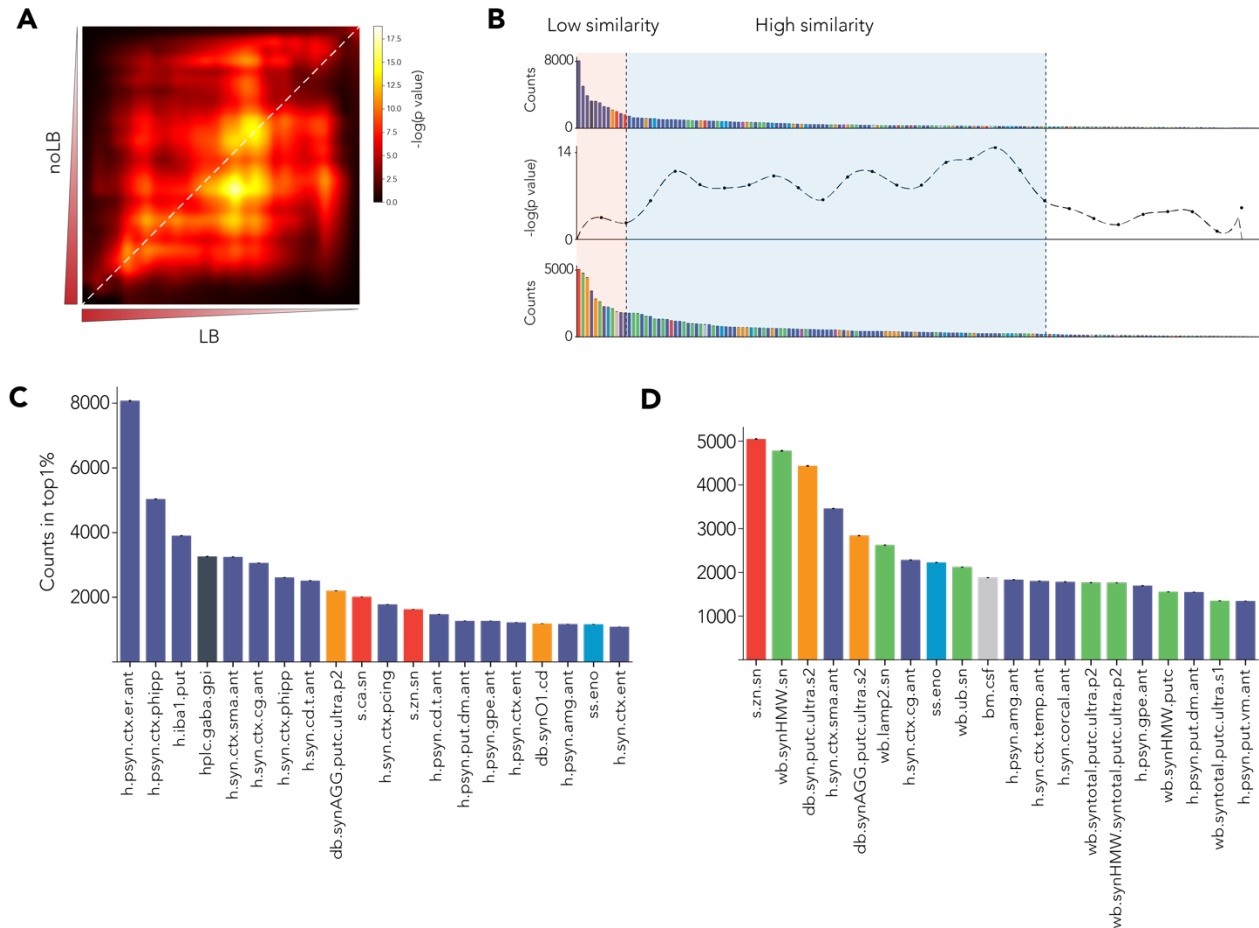 A
noLB
LB
17.5
15.0
12.5
10.0
7.5
5.0
2.5
0.0
-log(p value)
B
Low similarity
High similarity
8000
Counts
0
14
-log(p value)
0
5000
Counts
0
C
Counts in top1%
8000
6000
4000
2000
h.psyn.ctx.er.ant
h.psyn.ctx.phipp
h.iba1.put
hplc.gaba.gpi
h.syn.ctx.sma.ant
h.syn.ctx.cg.ant
h.syn.ctx.phipp
h.syn.cd.t.ant
db.synAGG.putc.ultra.p2
s.ca.sn
h.syn.ctx.pcing
s.zn.sn
h.psyn.cd.t.ant
h.psyn.put.dm.ant
h.psyn.gpe.ant
h.psyn.ctx.ent
db.synO1.cd
h.psyn.amg.ant
ss.eno
h.syn.ctx.ent
D
5000
4000
3000
2000
1000
s.zn.sn
wb.synHMW.sn
db.syn.putc.ultra.s2
h.syn.ctx.sma.ant
db.synAGG.putc.ultra.s2
wb.lamp2.sn
h.syn.ctx.cg.ant
ss.eno
wb.ub.sn
bm.csf
h.psyn.amg.ant
h.syn.ctx.temp.ant
h.syn.corcal.ant
wb.syntotal.putc.ultra.p2
wb.synHMW.syntotal.putc.ultra.p2
h.psyn.gpe.ant
wb.synHMW.putc
h.psyn.put.dm.ant
wb.syntotal.putc.ultra.s1
h.psyn.put.vm.ant